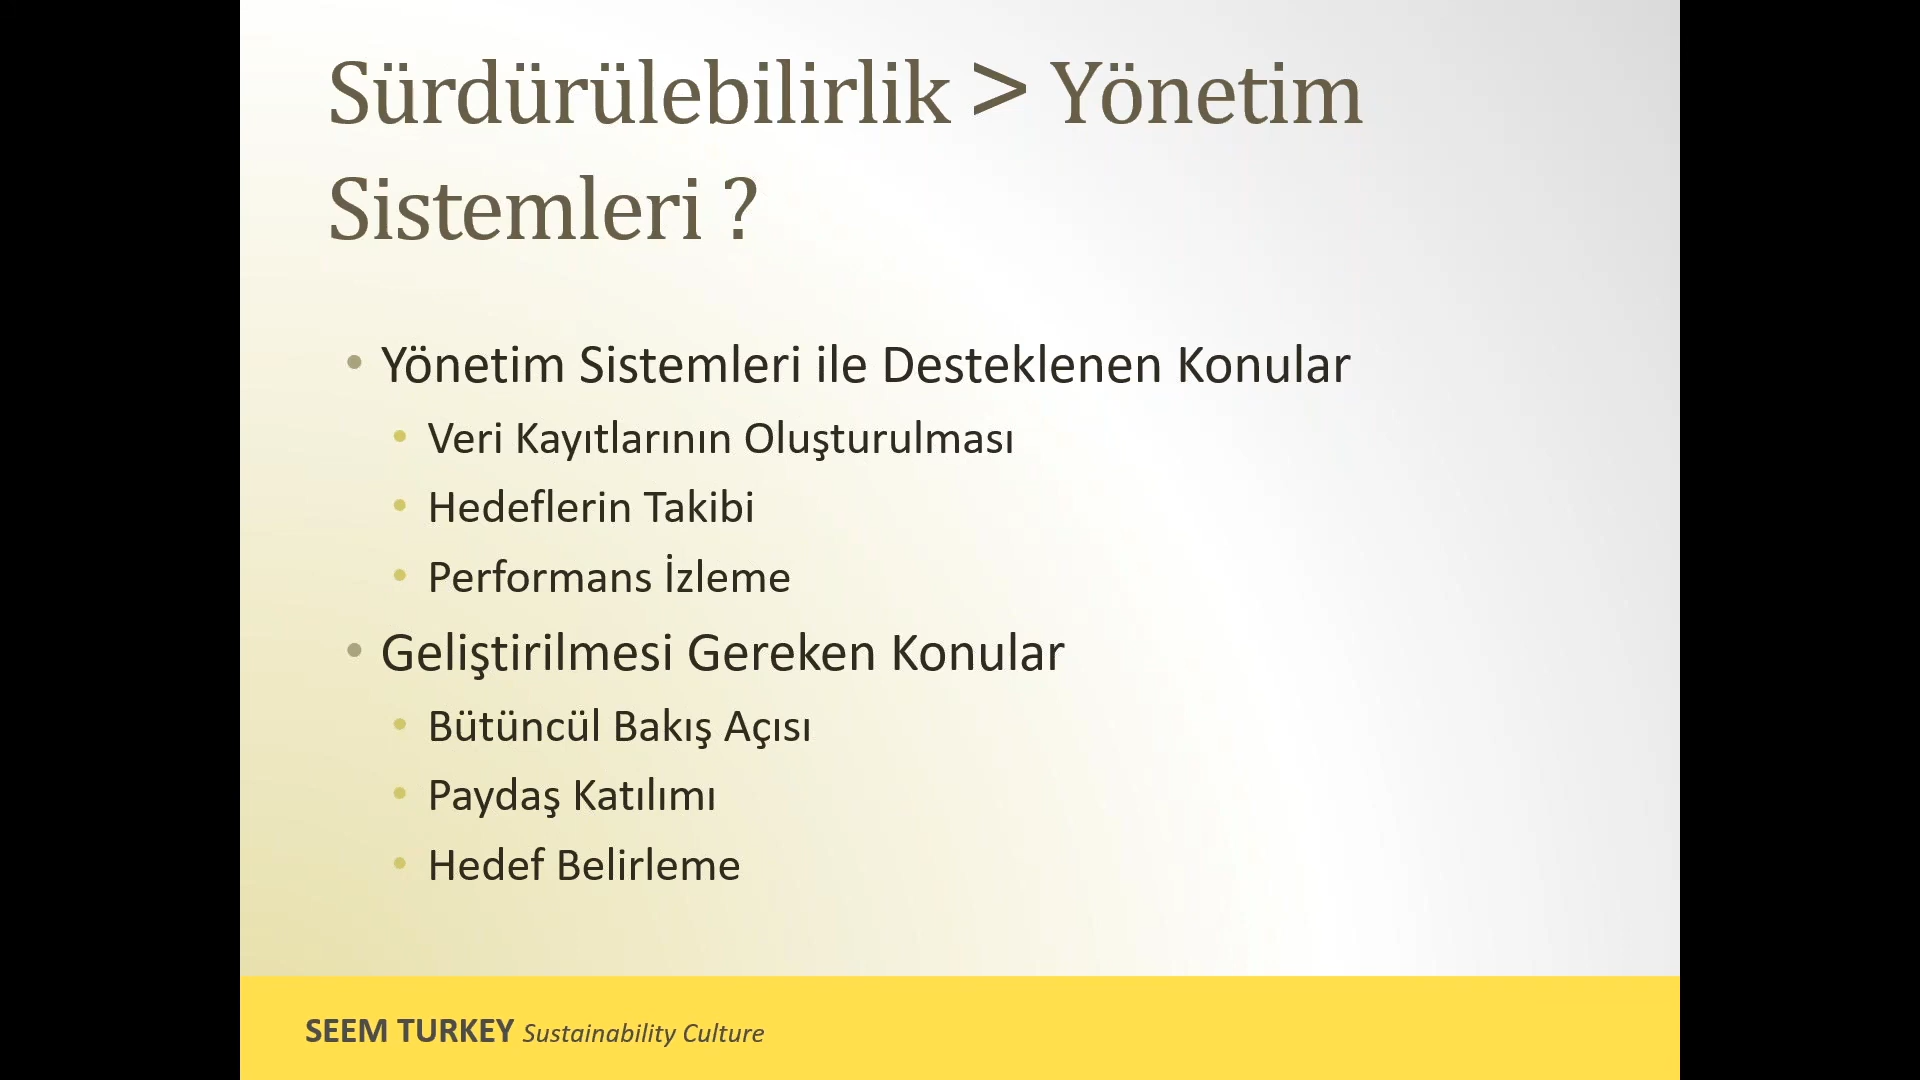 Sürdürülebilirlik > Yönetim
Sistemleri ?
• Yönetim Sistemleri ile Desteklenen Konular
• Veri Kayıtlarının Oluşturulması
• Hedeflerin Takibi
• Performans İzleme
• Geliştirilmesi Gereken Konular
• Bütüncül Bakış Açısı
• Paydaş Katılımı
• Hedef Belirleme
SEEM TURKEY Sustainability Culture